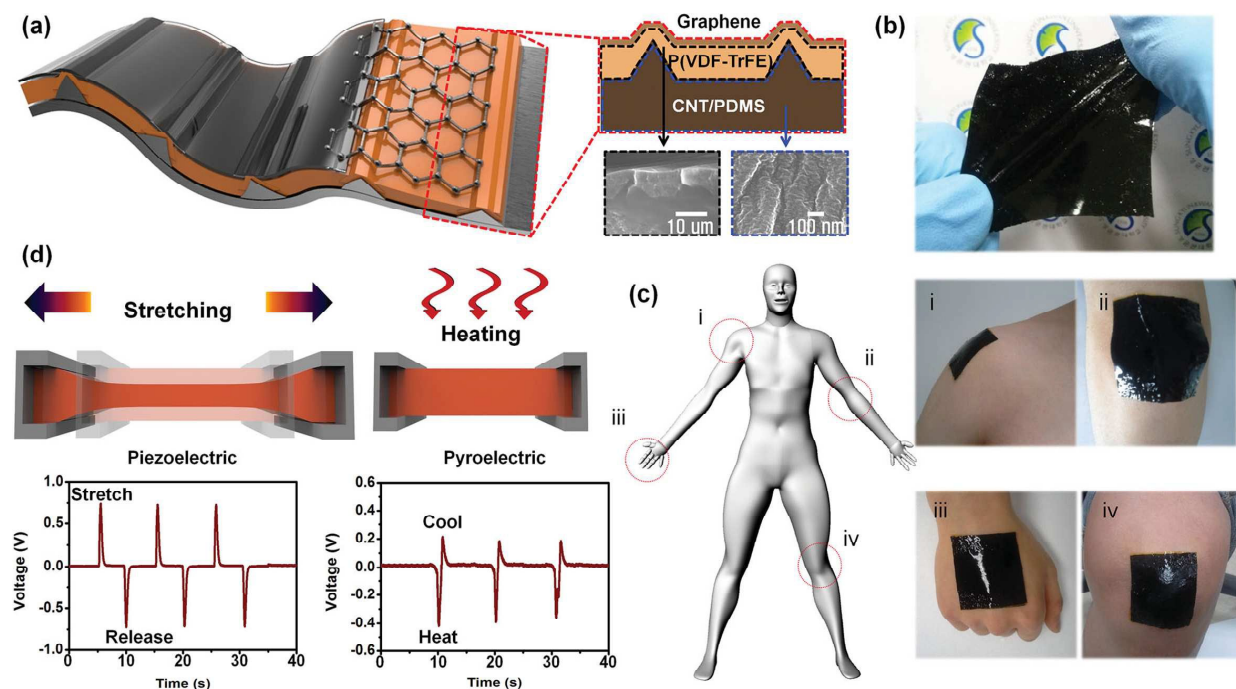 (a)
Graphene
P(VDF-TrFE)
CNT/PDMS
10 um
100 nm
(b)
(d)
Stretching
Heating
Piezoelectric
Voltage (V)
1.0
0.5
0.0
-0.5
-1.0
Stretch
Release
0 10 20 30 40
Time (s)
Pyroelectric
Voltage (V)
0.6
0.4
0.2
0.0
-0.2
-0.4
-0.6
Cool
Heat
0 10 20 30 40
Time (s)
(c)
i
ii
iii
iv
i
ii
iii
iv